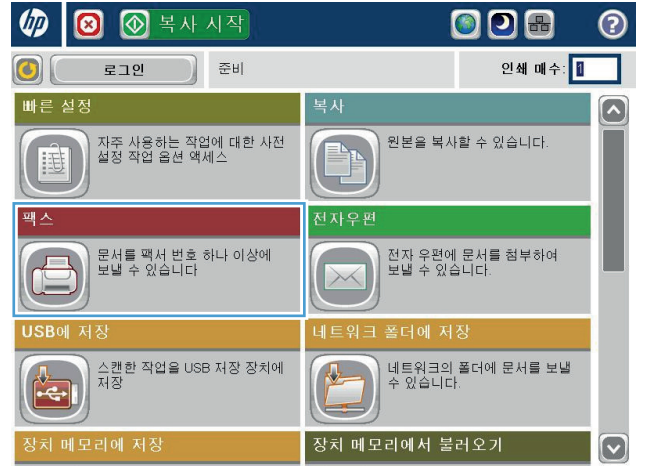 hp
복사 시작
?
로그인
준비
인쇄 매수: 1
빠른 설정
자주 사용하는 작업에 대한 사전
설정 작업 옵션 액세스
복사
원본을 복사할 수 있습니다.
팩스
문서를 팩서 번호 하나 이상에
보낼 수 있습니다
전자우편
전자 우편에 문서를 첨부하여
보낼 수 있습니다.
USB에 저장
스캔한 작업을 USB 저장 장치에
저장
네트워크 폴더에 저장
네트워크의 폴더에 문서를 보낼
수 있습니다.
장치 메모리에 저장
장치 메모리에서 불러오기